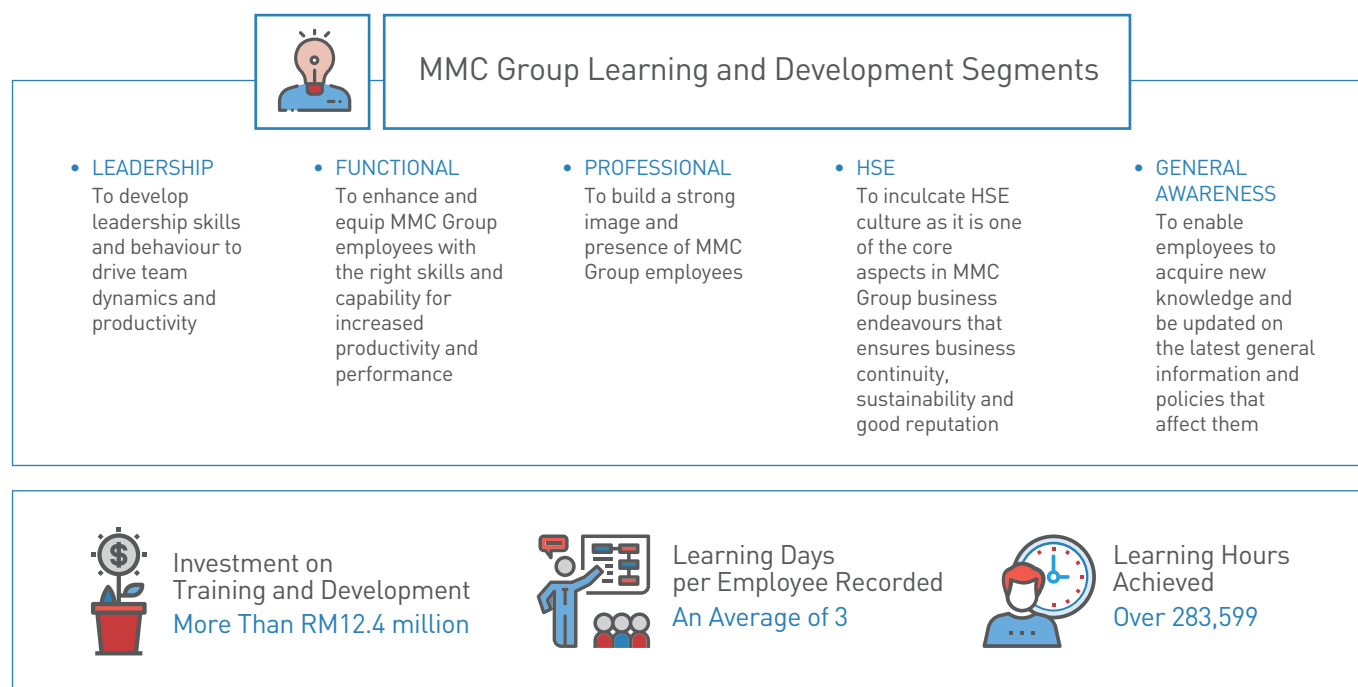 MMC Group Learning and Development Segments
• LEADERSHIP
To develop
leadership skills
and behaviour to
drive team
dynamics and
productivity
• FUNCTIONAL
To enhance and
equip MMC Group
employees with
the right skills and
capability for
increased
productivity and
performance
• PROFESSIONAL
To build a strong
image and
presence of MMC
Group employees
• HSE
To inculcate HSE
culture as it is one
of the core
aspects in MMC
Group business
endeavours that
ensures business
continuity,
sustainability and
good reputation
• GENERAL
AWARENESS
To enable
employees to
acquire new
knowledge and
be updated on
the latest general
information and
policies that
affect them
$
Investment on
Training and Development
More Than RM12.4 million
Learning Days
per Employee Recorded
An Average of 3
Learning Hours
Achieved
Over 283,599